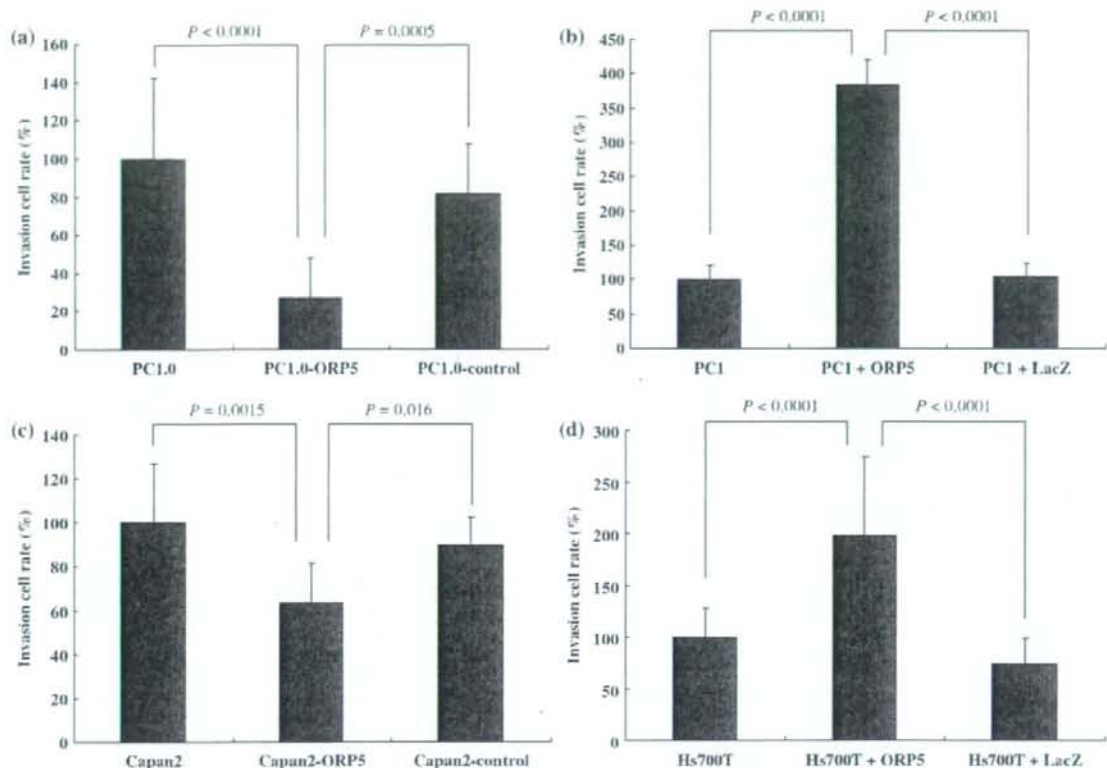 (a)
P < 0.0001
P = 0.0005
160
140
120
100
80
60
40
20
0
Invasion cell rate (%)
PC1.0
PC1.0-ORP5
PC1.0-control
(b)
P < 0.0001
P < 0.0001
450
400
350
300
250
200
150
100
50
0
Invasion cell rate (%)
PC1
PC1 + ORP5
PC1 + LacZ
(c)
P = 0.0015
P = 0.016
140
120
100
80
60
40
20
0
Invasion cell rate (%)
Capan2
Capan2-ORP5
Capan2-control
(d)
P < 0.0001
P < 0.0001
300
250
200
150
100
50
0
Invasion cell rate (%)
Hs700T
Hs700T + ORP5
Hs700T + LacZ